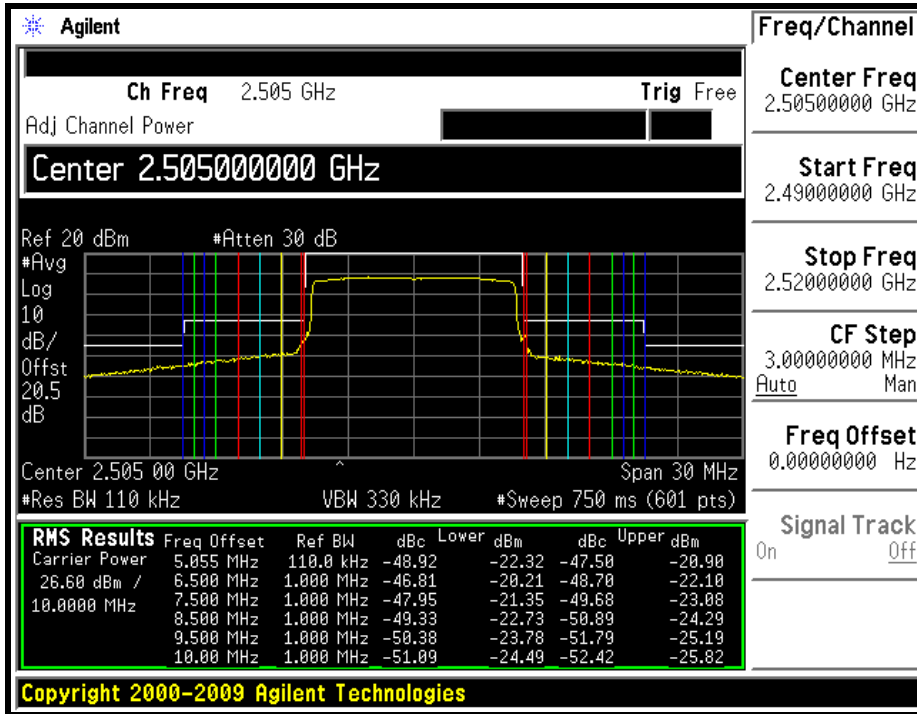 Agilent
Freq/Channel
Ch Freq 2.505 GHz Trig Free
Adj Channel Power
Center 2.505000000 GHz
Ref 20 dBm #Atten 30 dB
#Avg
Log
10
dB/
Offst
20.5
dB
Center 2.505 00 GHz Span 30 MHz
#Res BW 110 kHz VBW 330 kHz #Sweep 750 ms (601 pts)
RMS Results Freq Offset Ref BW dBc Lower dBm dBc Upper dBm
Carrier Power 5.055 MHz 110.0 kHz -48.92 -22.32 -47.50 -20.90
26.60 dBm / 6.500 MHz 1.000 MHz -46.81 -20.21 -48.70 -22.10
10.0000 MHz 7.500 MHz 1.000 MHz -47.95 -21.35 -49.68 -23.08
8.500 MHz 1.000 MHz -49.33 -22.73 -50.89 -24.29
9.500 MHz 1.000 MHz -50.38 -23.78 -51.79 -25.19
10.00 MHz 1.000 MHz -51.09 -24.49 -52.42 -25.82
Copyright 2000-2009 Agilent Technologies
Center Freq
2.50500000 GHz
Start Freq
2.49000000 GHz
Stop Freq
2.52000000 GHz
CF Step
3.00000000 MHz
Auto Man
Freq Offset
0.00000000 Hz
Signal Track
On Off